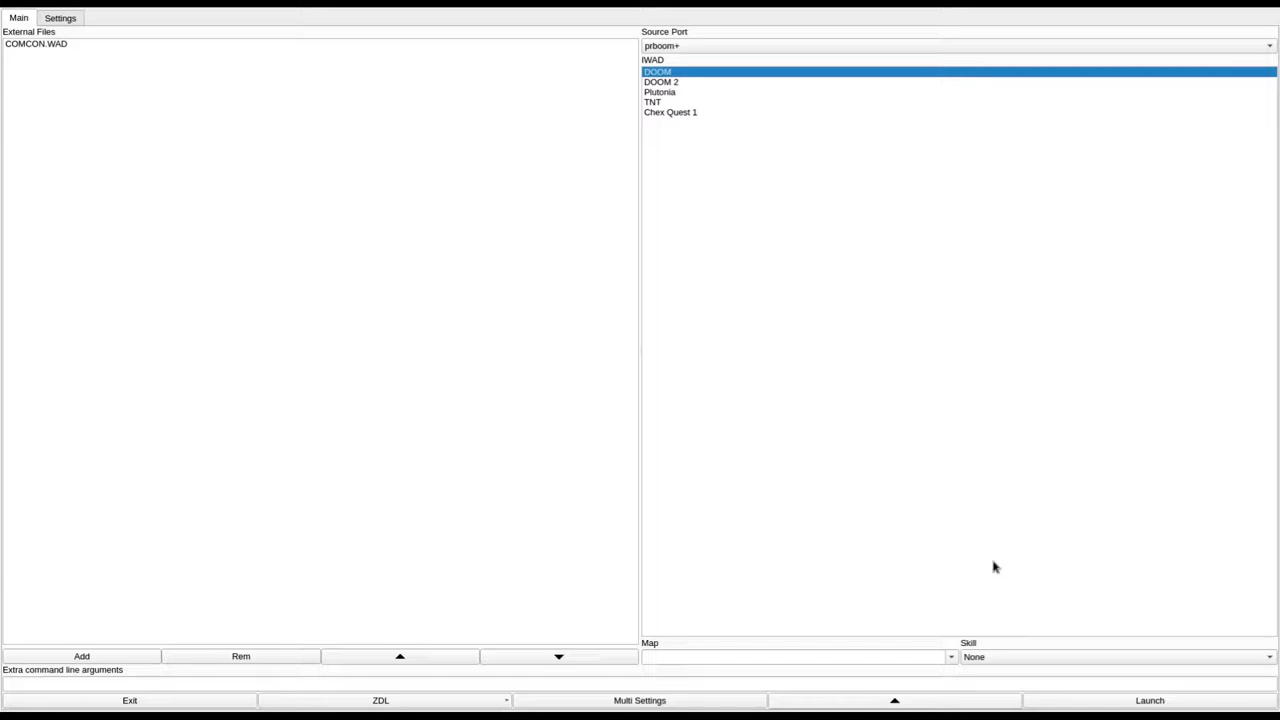 Main
Settings
External Files
COMCON.WAD
Source Port
prboom+
IWAD
DOOM
DOOM 2
Plutonia
TNT
Chex Quest 1
Map
Skill
None
Add
Rem
Extra command line arguments
Exit
ZDL
Multi Settings
Launch